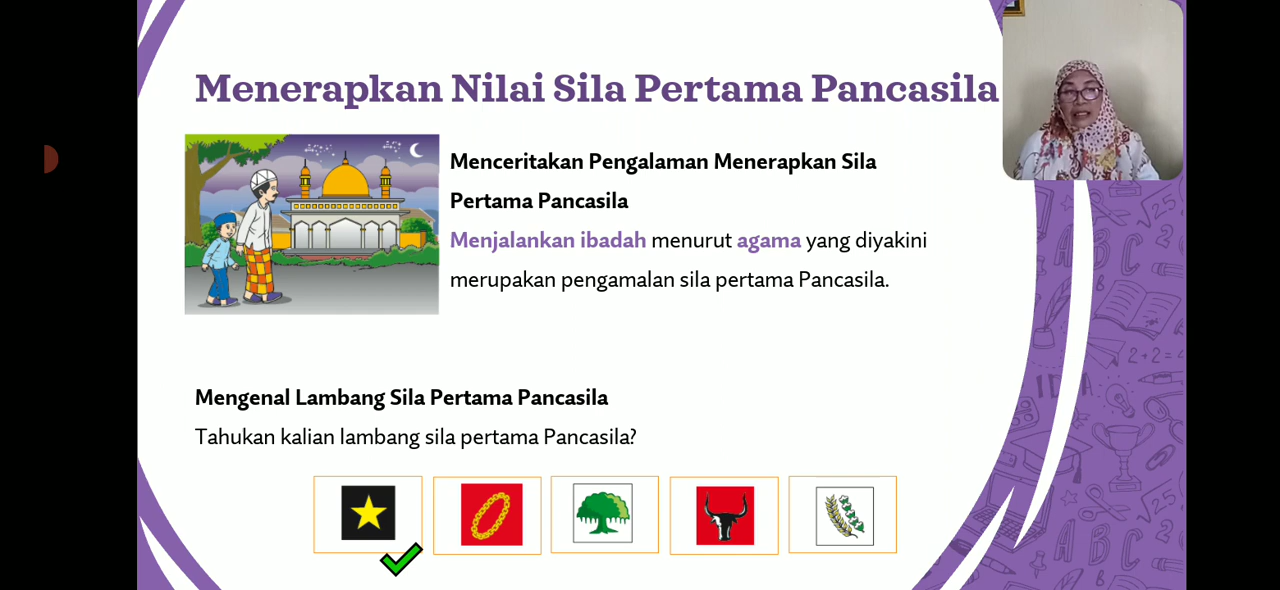 Menerapkan Nilai Sila Pertama Pancasila
Menceritakan Pengalaman Menerapkan Sila
Pertama Pancasila
Menjalankan ibadah menurut agama yang diyakini
merupakan pengamalan sila pertama Pancasila.
Mengenal Lambang Sila Pertama Pancasila
Tahukan kalian lambang sila pertama Pancasila?